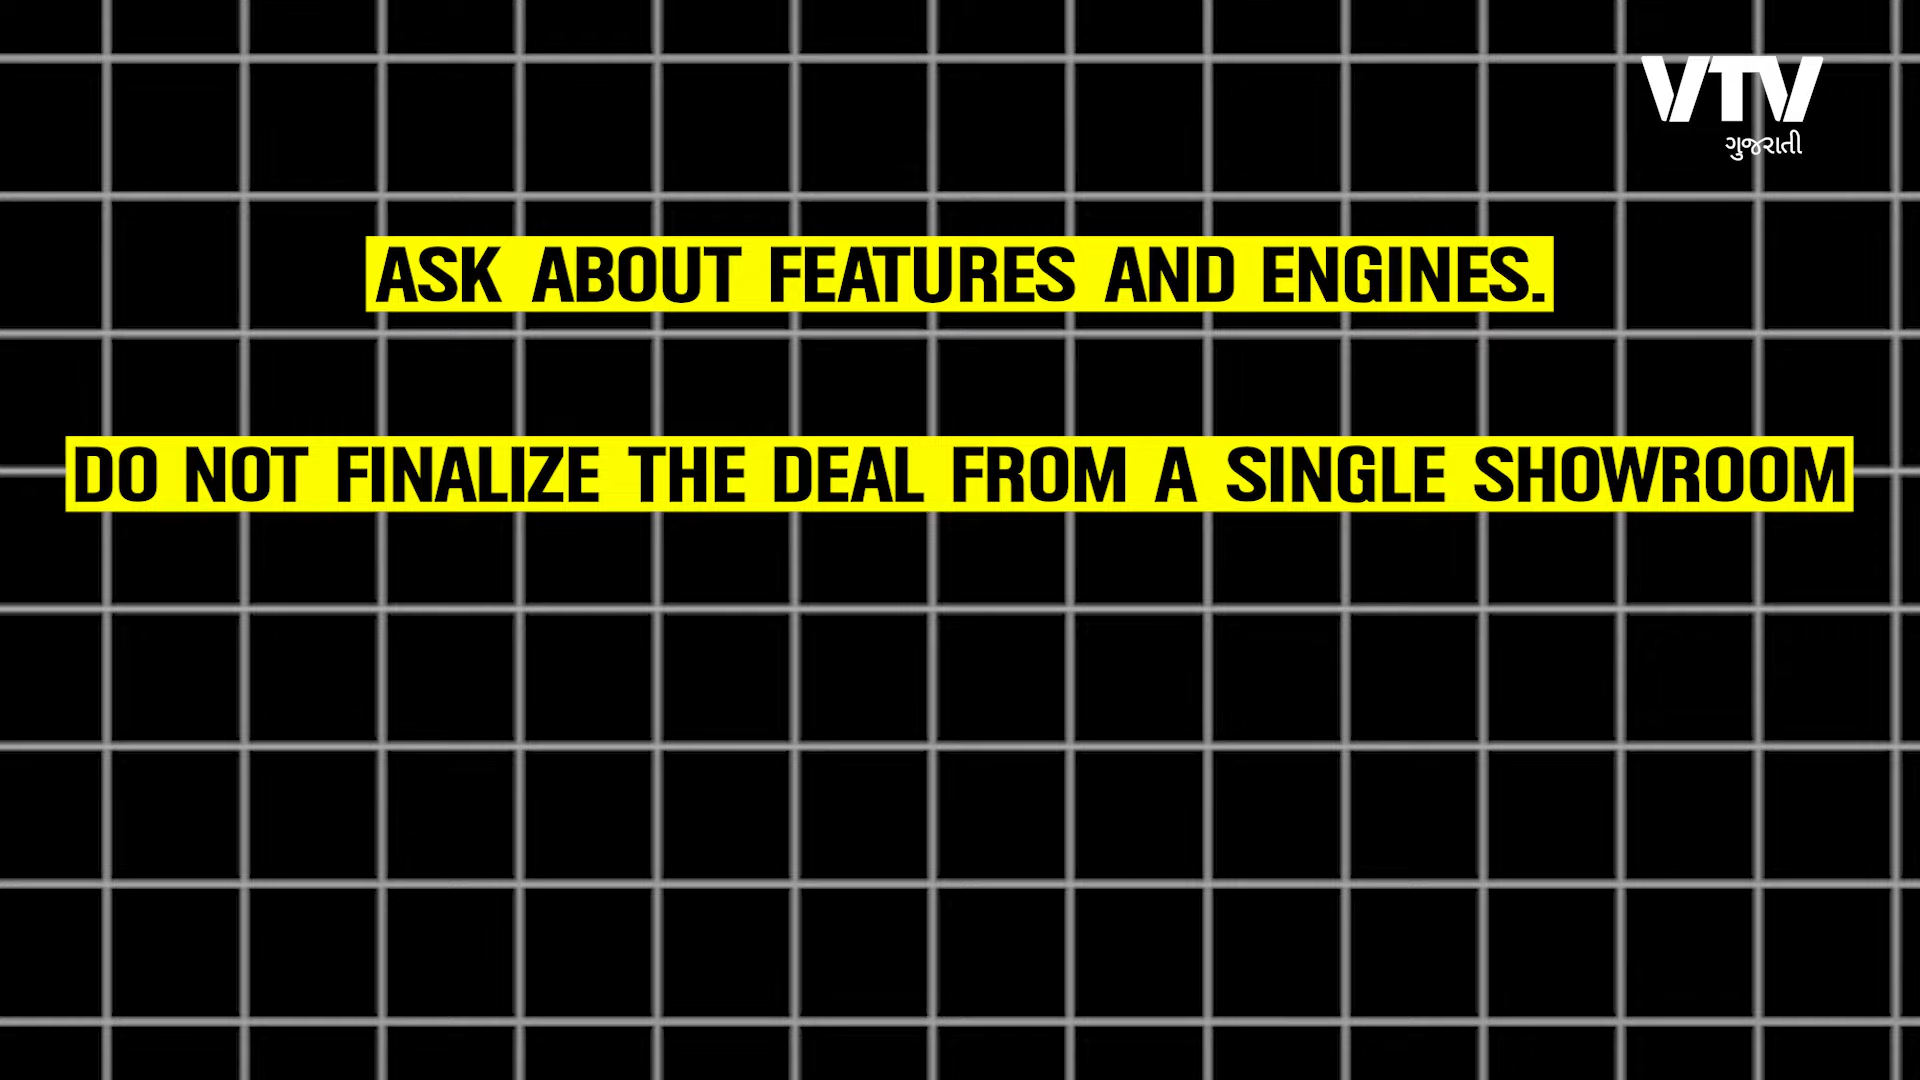 VTV
ગુજરાતી
ASK ABOUT FEATURES AND ENGINES.
DO NOT FINALIZE THE DEAL FROM A SINGLE SHOWROOM